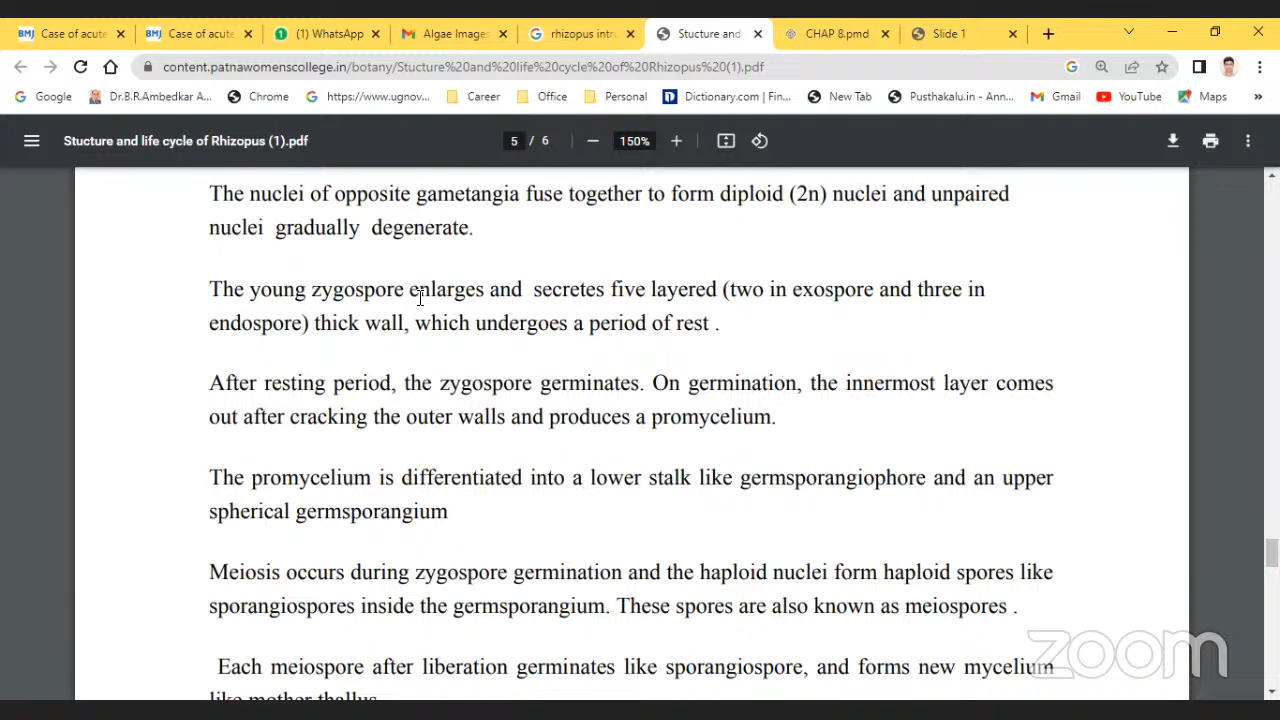 BMJ Case of acute
BMJ Case of acute
(1) WhatsApp
Algae Images
rhizopus intr
Stucture and
CHAP 8.pmd
Slide 1
content.patnawomenscollege.in/botany/Stucture%20and%20life%20cycle%20of%20Rhizopus%20(1).pdf
Google
Dr.B.R.Ambedkar A...
Chrome
https://www.ugnov...
Career
Office
Personal
Dictionary.com | Fin...
New Tab
Pusthakalu.in - Ann...
Gmail
YouTube
Maps
»
Stucture and life cycle of Rhizopus (1).pdf
5 / 6
150%
The nuclei of opposite gametangia fuse together to form diploid (2n) nuclei and unpaired
nuclei gradually degenerate.
The young zygospore enlarges and secretes five layered (two in exospore and three in
endospore) thick wall, which undergoes a period of rest .
After resting period, the zygospore germinates. On germination, the innermost layer comes
out after cracking the outer walls and produces a promycelium.
The promycelium is differentiated into a lower stalk like germsporangiophore and an upper
spherical germsporangium
Meiosis occurs during zygospore germination and the haploid nuclei form haploid spores like
sporangiospores inside the germsporangium. These spores are also known as meiospores .
Each meiospore after liberation germinates like sporangiospore, and forms new mycelium
like mother thallus
zoom